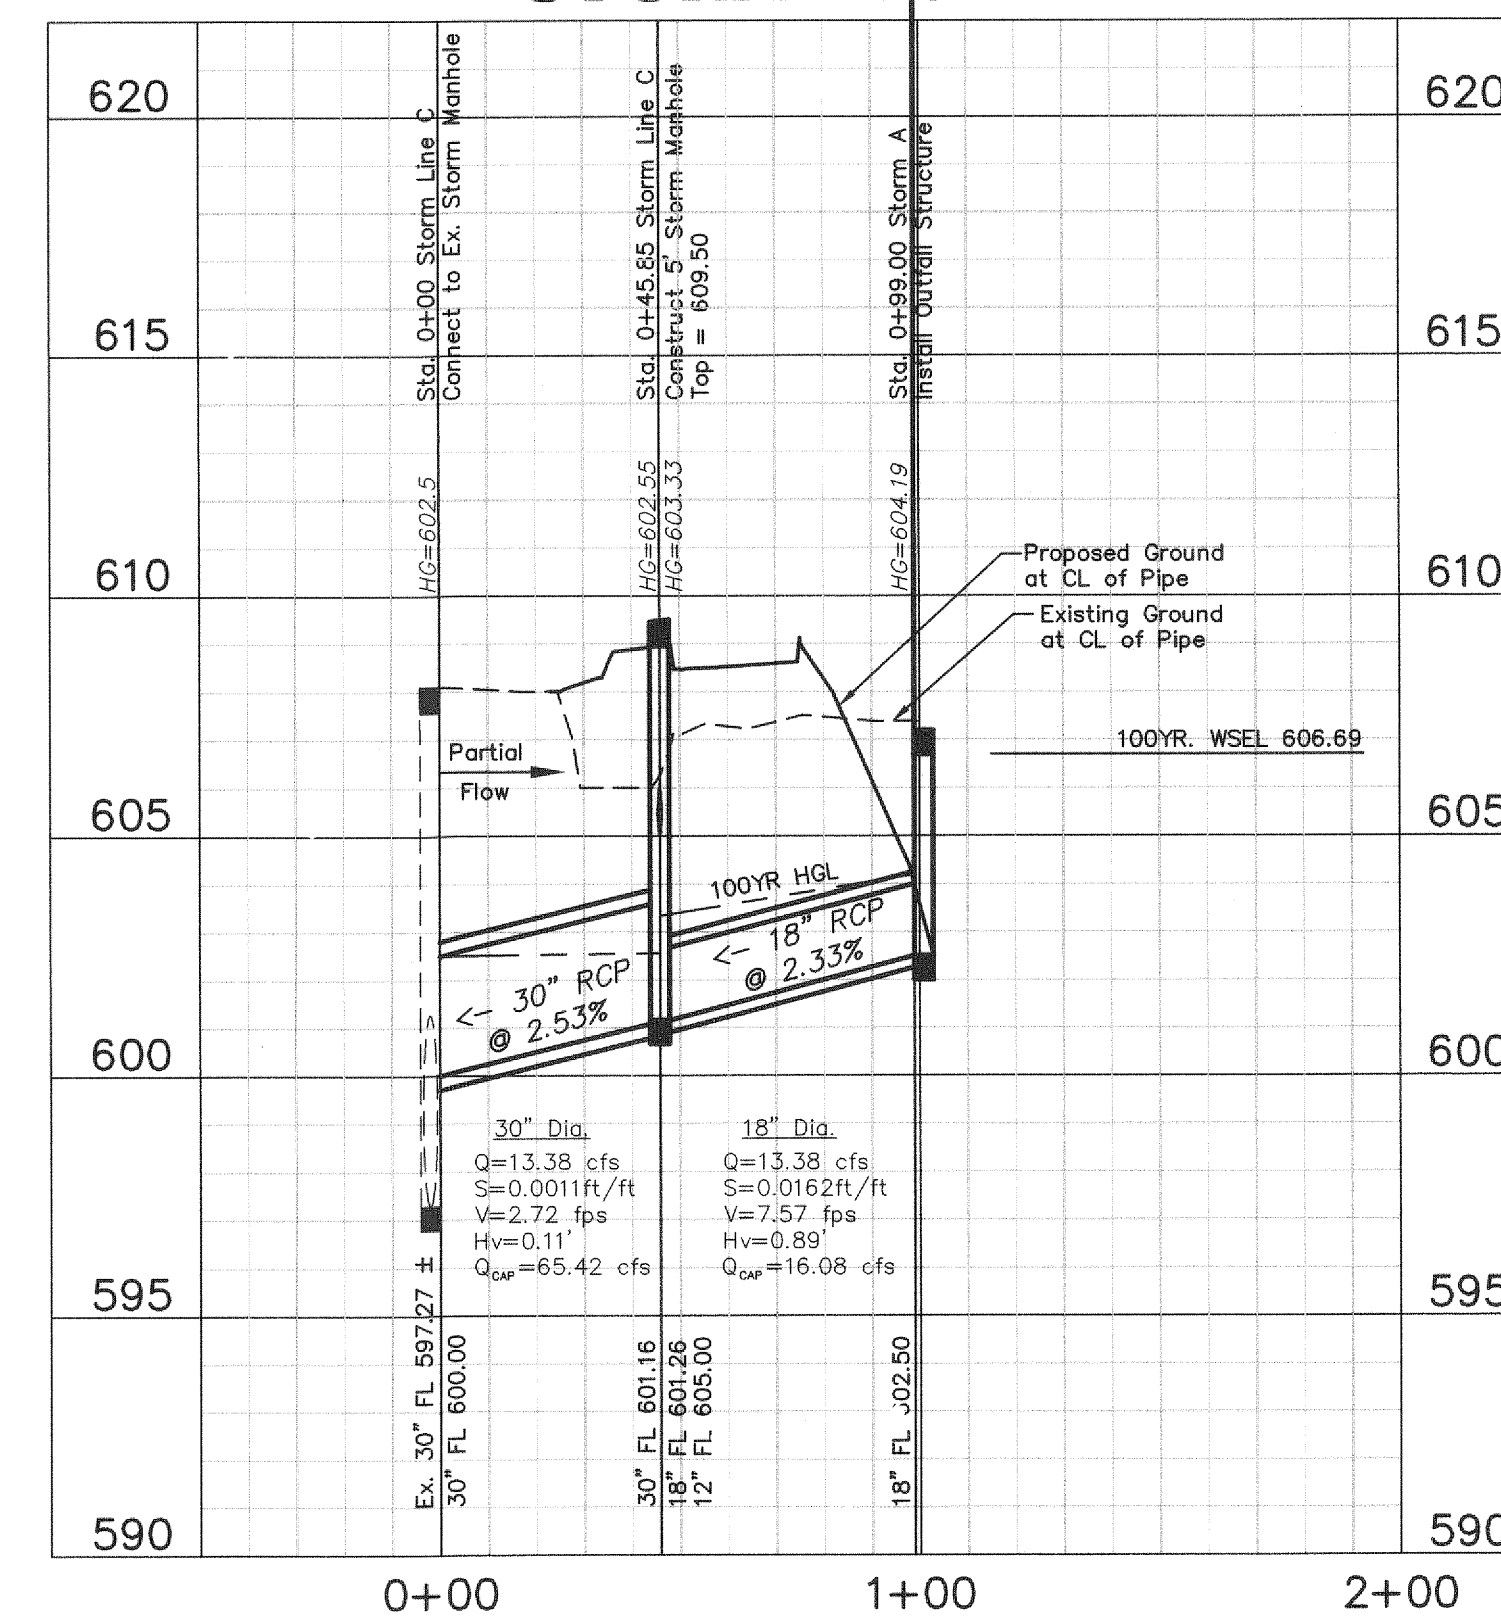 620
620
615
615
610
610
605
605
600
600
595
595
590
590
Sta. 0+00 Storm Line C
Connect to Ex. Storm Manhole
Sta. 0+45.85 Storm Line C
Construct 5' Storm Manhole
Top = 609.50
Sta. 0+99.00 Storm A
Install Outfall Structure
HG=602.5
HG=602.55
HG=603.33
HG=604.19
Proposed Ground
at CL of Pipe
Existing Ground
at CL of Pipe
100YR. WSEL 606.69
Partial
Flow
100YR HGL
30" RCP
@ 2.53%
18" RCP
@ 2.33%
30" Dia.
Q=13.38 cfs
S=0.0011ft/ft
V=2.72 fps
Hv=0.11'
QCAP=65.42 cfs
18" Dia.
Q=13.38 cfs
S=0.0162ft/ft
V=7.57 fps
Hv=0.89'
QCAP=16.08 cfs
Ex. 30" FL 597.27 ±
30" FL 600.00
30" FL 601.16
18" FL 601.26
12" FL 605.00
18" FL
0+00
1+00
2+00